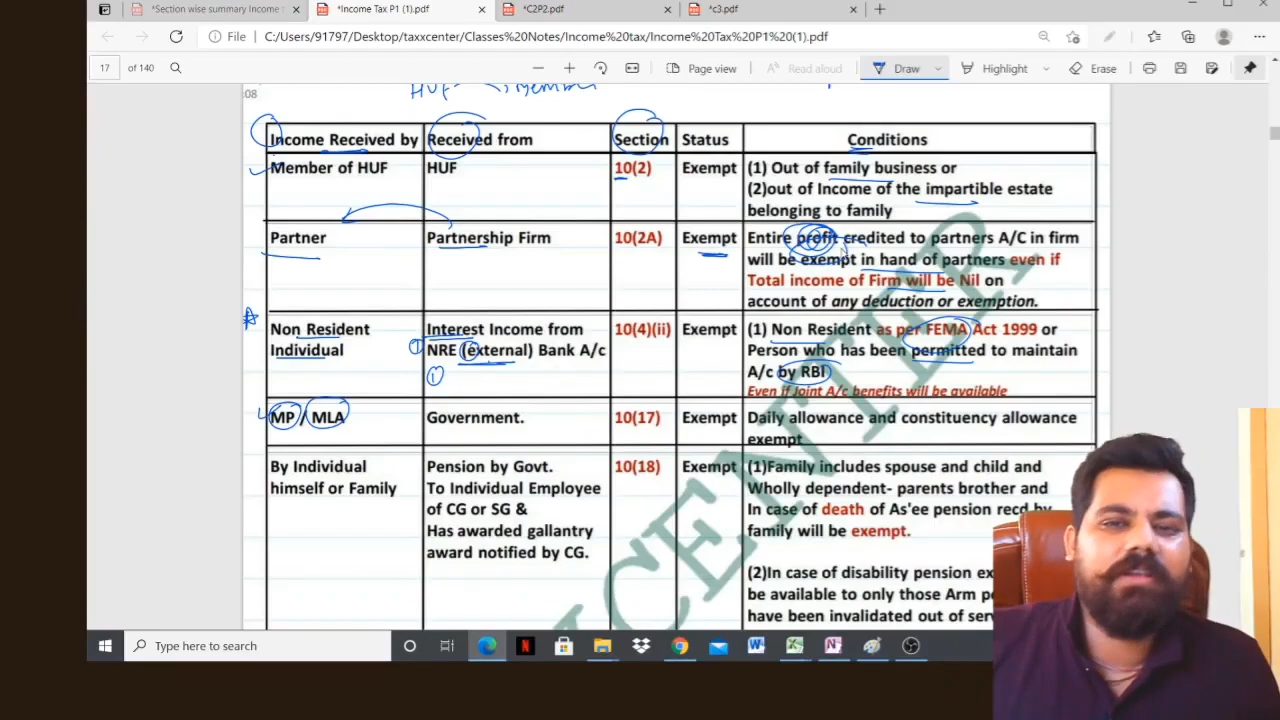 *Section wise summary Income
*Income Tax P1 (1).pdf
*C2P2.pdf
*c3.pdf
File
C:/Users/91797/Desktop/taxxcenter/Classes%20Notes/Income%20tax/Income%20Tax%20P1%20(1).pdf
17 of 140
Page view
Read aloud
Draw
Highlight
Erase
:08
HUF
Income Received by Received from Section Status Conditions
Member of HUF HUF 10(2) Exempt (1) Out of family business or
(2)out of Income of the impartible estate
belonging to family
Partner Partnership Firm 10(2A) Exempt Entire profit credited to partners A/C in firm
will be exempt in hand of partners even if
Total income of Firm will be Nil on
account of any deduction or exemption.
Non Resident Interest Income from 10(4)(ii) Exempt (1) Non Resident as per FEMA Act 1999 or
Individual NRE (external) Bank A/c Person who has been permitted to maintain
A/c by RBI
Even if Joint A/c benefits will be available
MP / MLA Government. 10(17) Exempt Daily allowance and constituency allowance
exempt
By Individual Pension by Govt. 10(18) Exempt (1)Family includes spouse and child and
himself or Family To Individual Employee Wholly dependent- parents brother and
of CG or SG & In case of death of As'ee pension recd by
Has awarded gallantry family will be exempt.
award notified by CG.
(2)In case of disability pension ex
be available to only those Arm
have been invalidated out of
CENTER
Type here to search